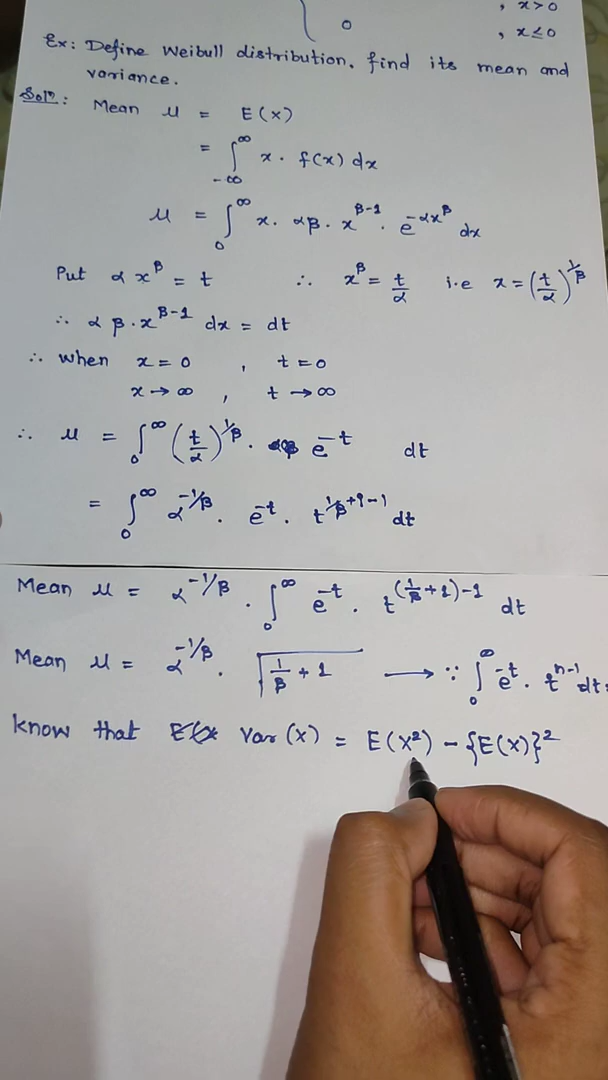 , x>0
0
, x≤0
Ex: Define Weibull distribution, find its mean and
variance.
Solⁿ: Mean μ = E(x)
= ∫_{-∞}^{∞} x. f(x) dx
μ = ∫_0^∞ x. αβ. x^{β-1}. e^{-αx^β} dx
Put αx^β = t ∴ x^β = t/α i.e x = (t/α)^{1/β}
∴ αβ.x^{β-1} dx = dt
∴ when x = 0 , t = 0
x → ∞ , t → ∞
∴ μ = ∫_0^∞ (t/α)^{1/β}. e^{-t} dt
= ∫_0^∞ α^{-1/β}. e^{-t}. t^{1/β+1-1} dt
Mean μ = α^{-1/β}. ∫_0^∞ e^{-t}. t^{(1/β+1)-1} dt
Mean μ = α^{-1/β}. Γ(1/β + 1) ⟶ ∵ ∫_0^∞ e^{-t}. t^{n-1} dt=
know that Var(x) = E(X²) - {E(x)}²